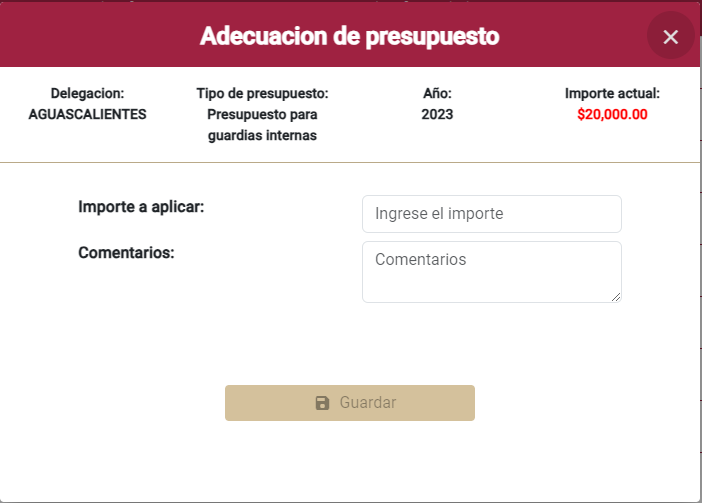 Adecuacion de presupuesto
Delegacion:
AGUASCALIENTES
Tipo de presupuesto:
Presupuesto para
guardias internas
Año:
2023
Importe actual:
$20,000.00
Importe a aplicar:
Ingrese el importe
Comentarios:
Comentarios
Guardar